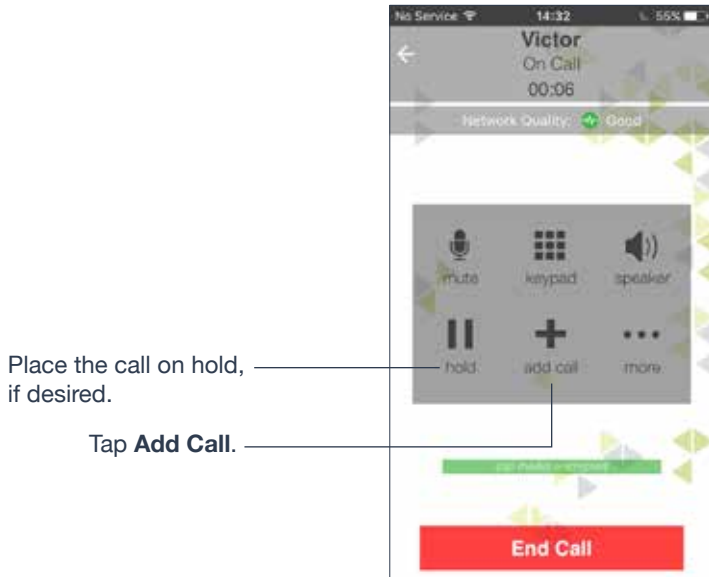 No Service 14:32 55%
Victor
On Call
00:06
Network Quality: Good
mute keypad speaker
hold add call more
Place the call on hold,
if desired.
Tap Add Call.
End Call